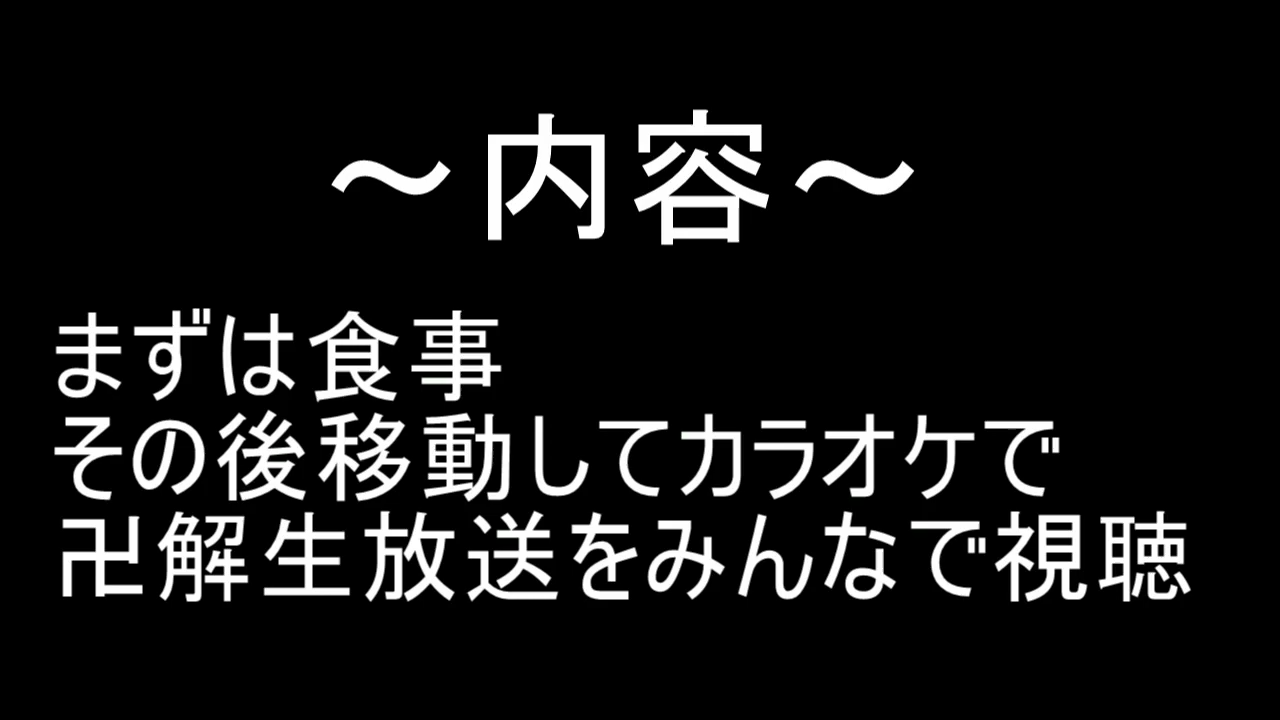 ～内容～
まずは食事
その後移動してカラオケで
卍解生放送をみんなで視聴